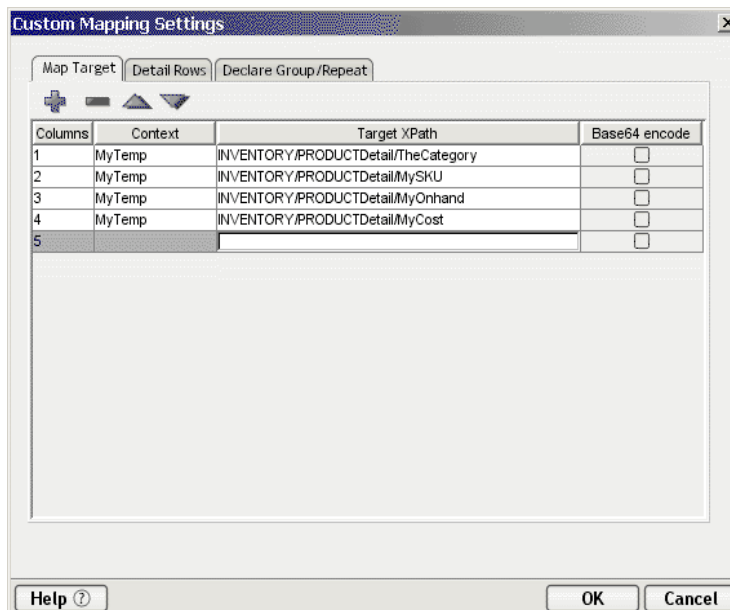 Custom Mapping Settings
Map Target Detail Rows Declare Group/Repeat
Columns Context Target XPath Base64 encode
1 MyTemp INVENTORY/PRODUCTDetail/TheCategory
2 MyTemp INVENTORY/PRODUCTDetail/MySKU
3 MyTemp INVENTORY/PRODUCTDetail/MyOnhand
4 MyTemp INVENTORY/PRODUCTDetail/MyCost
5
Help ? OK Cancel